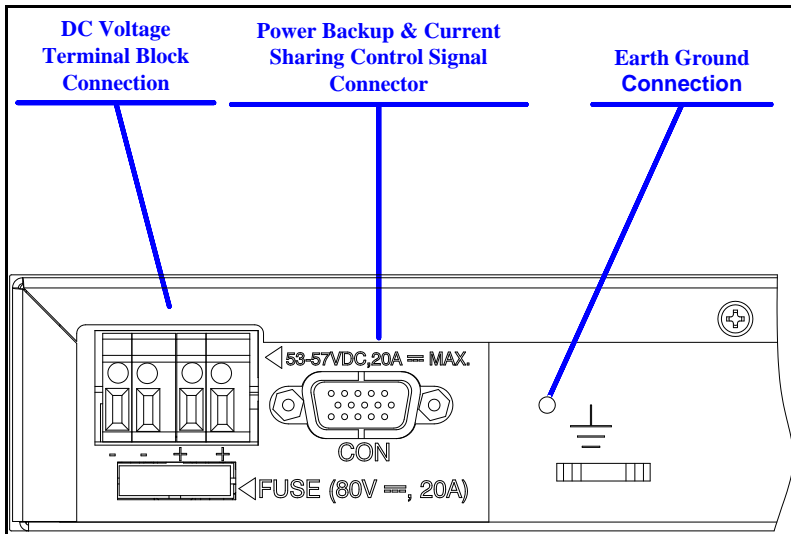 DC Voltage
Terminal Block
Connection
Power Backup & Current
Sharing Control Signal
Connector
Earth Ground
Connection
53-57VDC,20A ⎓ MAX.
CON
- - + +
FUSE (80V ⎓, 20A)